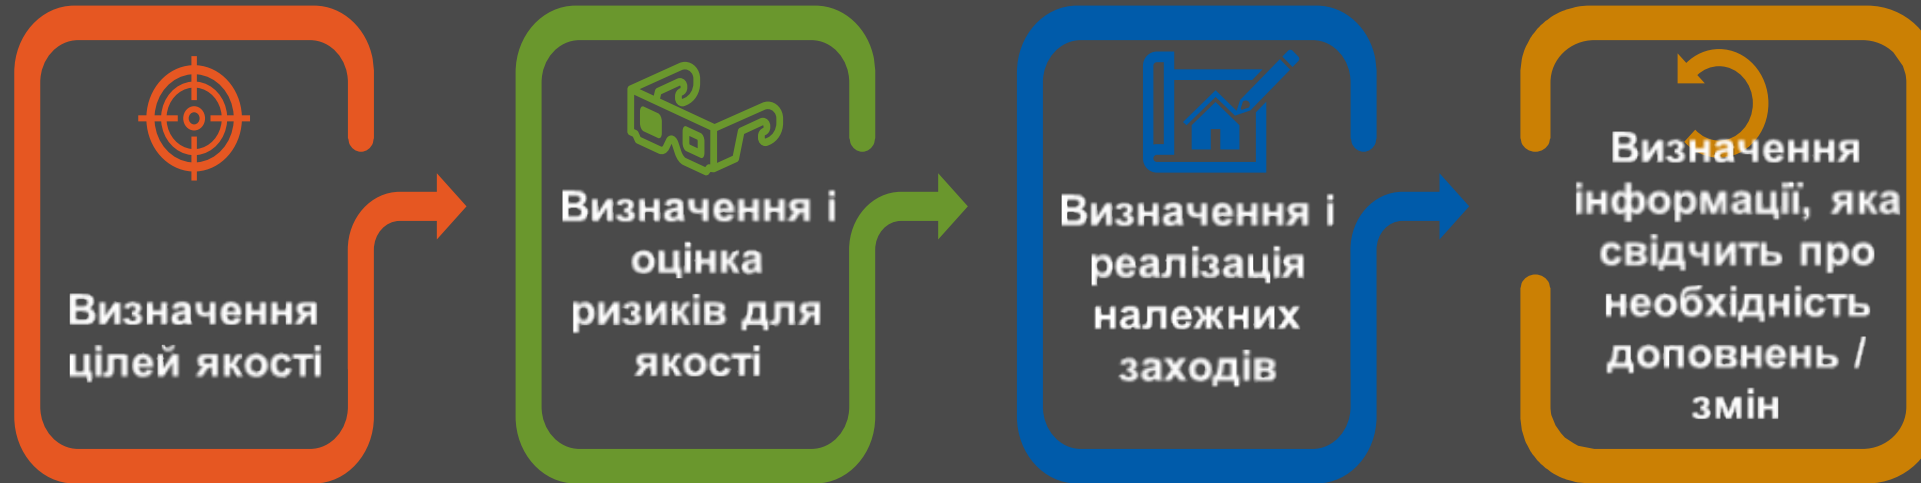 Визначення
цілей якості
Визначення і
оцінка
ризиків для
якості
Визначення і
реалізація
належних
заходів
Визначення
інформації, яка
свідчить про
необхідність
доповнень /
змін